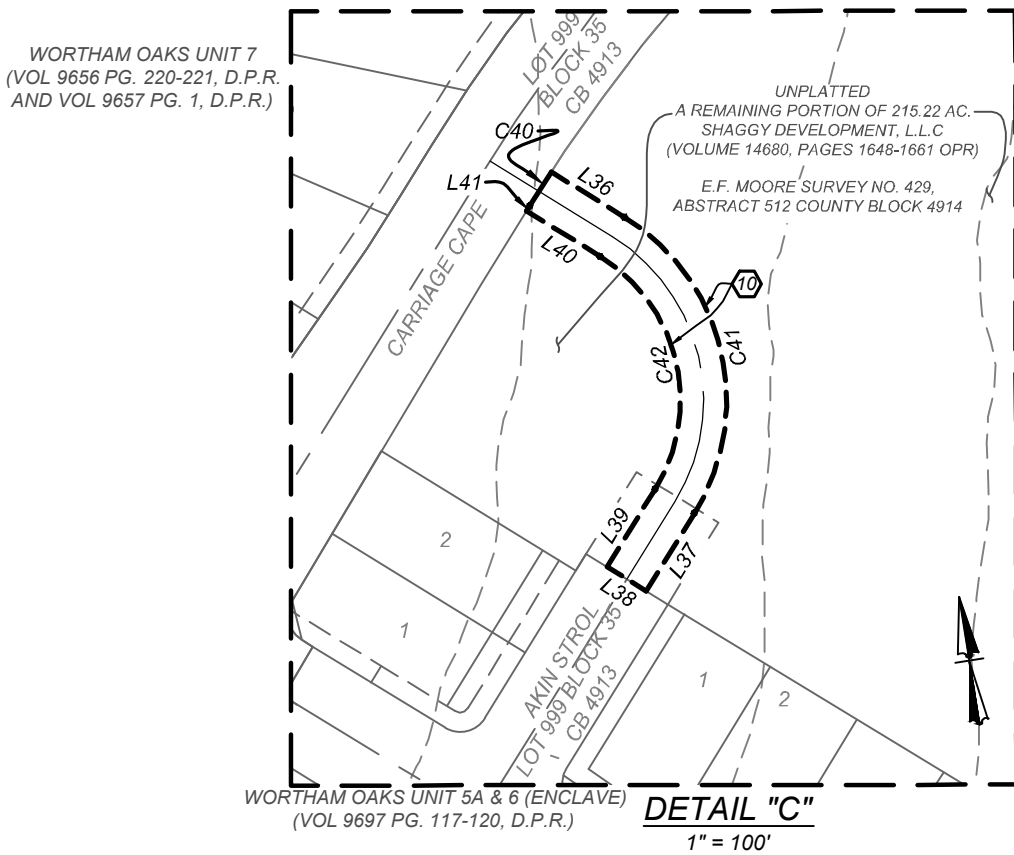 WORTHAM OAKS UNIT 7
(VOL 9656 PG. 220-221, D.P.R.
AND VOL 9657 PG. 1, D.P.R.)
LOT 999
BLOCK 35
CB 4913
UNPLATTED
A REMAINING PORTION OF 215.22 AC.
SHAGGY DEVELOPMENT, L.L.C
(VOLUME 14680, PAGES 1648-1661 OPR)
E.F. MOORE SURVEY NO. 429,
ABSTRACT 512 COUNTY BLOCK 4914
C40
L36
L41
L40
CARRIAGE CAPE
10
C42
C41
L39
L37
L38
2
1
AKIN STROL
LOT 999 BLOCK 35
CB 4913
1
2
WORTHAM OAKS UNIT 5A & 6 (ENCLAVE)
(VOL 9697 PG. 117-120, D.P.R.)
DETAIL "C"
1" = 100'